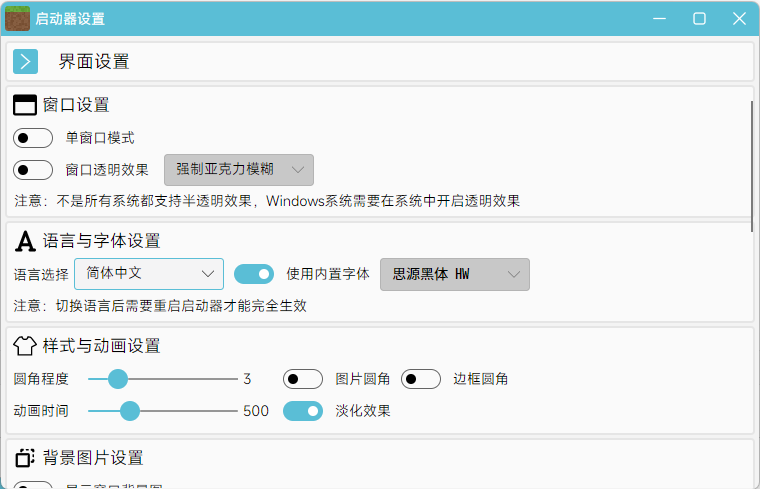 启动器设置
界面设置
窗口设置
单窗口模式
窗口透明效果 强制亚克力模糊
注意：不是所有系统都支持半透明效果，Windows系统需要在系统中开启透明效果
语言与字体设置
语言选择 简体中文 使用内置字体 思源黑体 HW
注意：切换语言后需要重启启动器才能完全生效
样式与动画设置
圆角程度 3 图片圆角 边框圆角
动画时间 500 淡化效果
背景图片设置